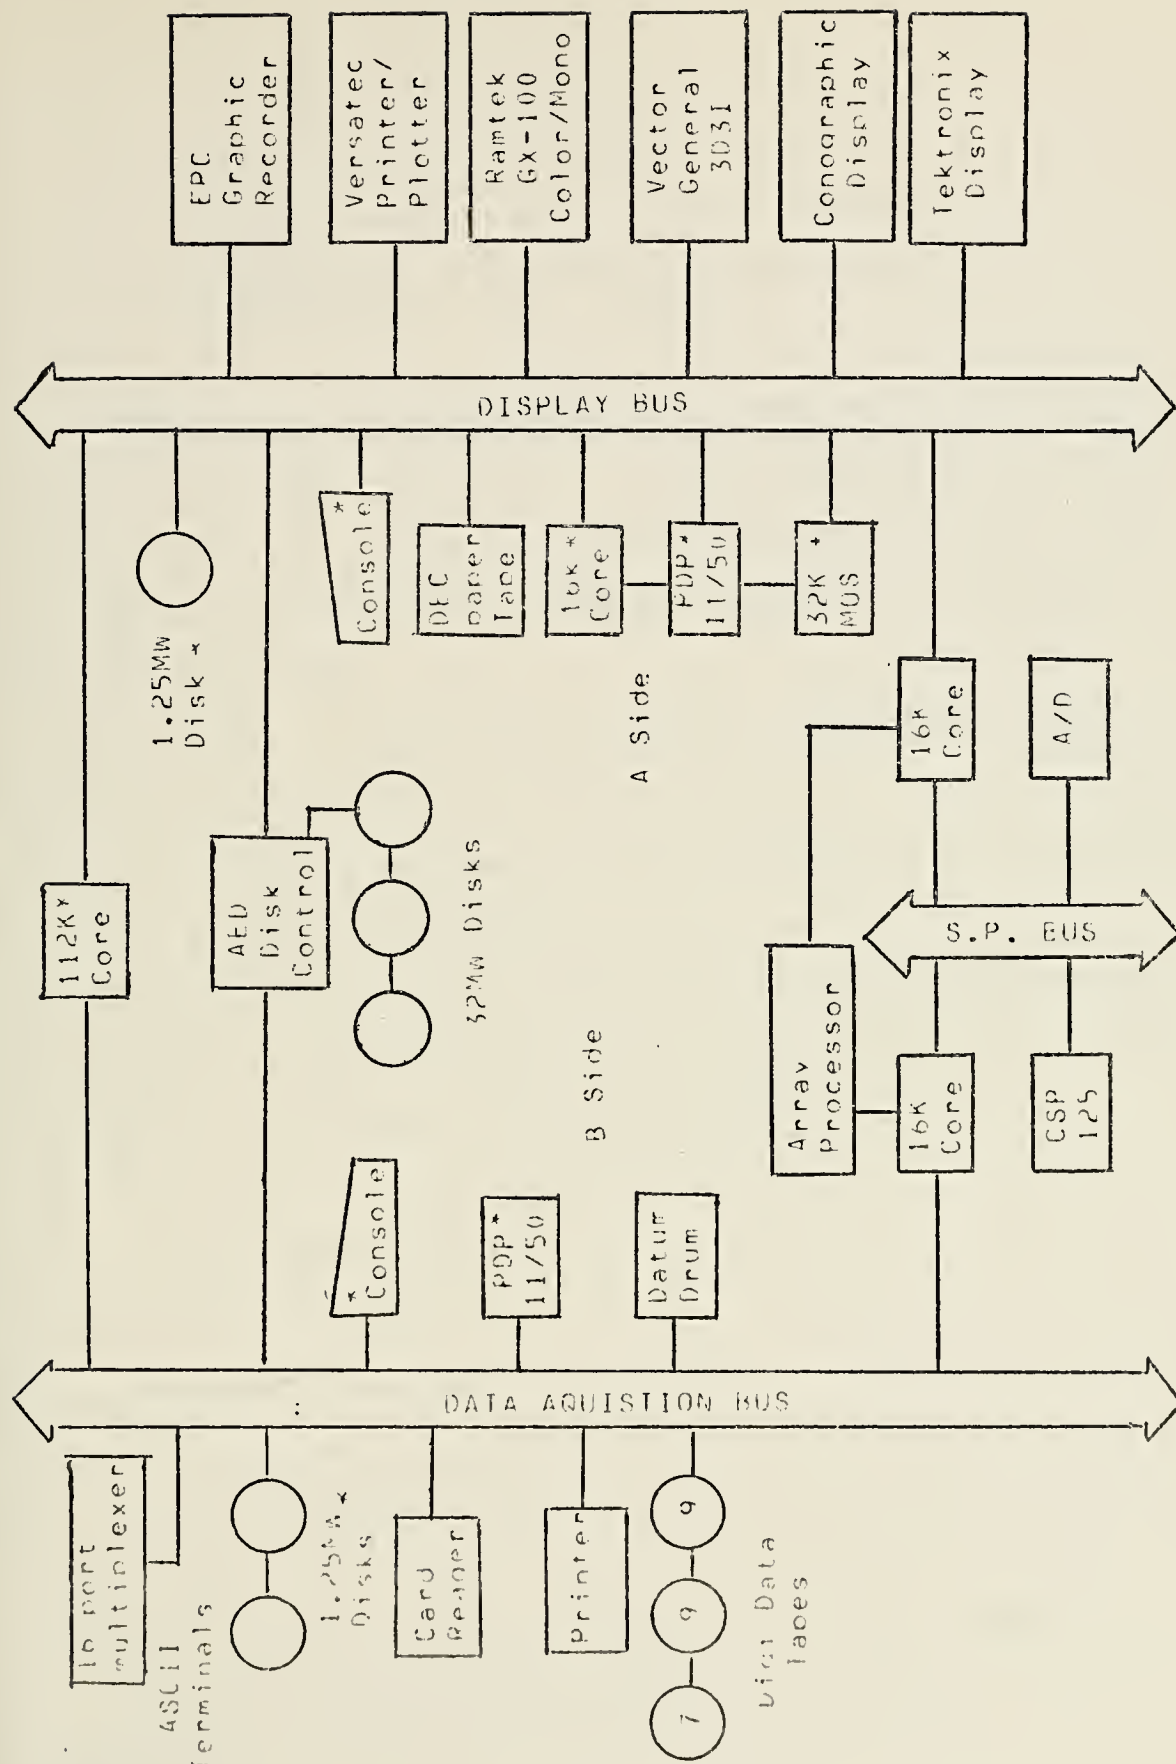 EPC
Graphic
Recorder
Versatec
Printer/
Plotter
Ramtek
GX-100
Color/Mono
Vector
General
3D3I
Conographic
Display
Tektronix
Display
DISPLAY BUS
1.25MW
Disk *
Console*
DEC
paper
Tape
16K *
Core
PDP*
11/50
32K *
MOS
A Side
112K*
Core
AED
Disk
Control
32MW Disks
16K
Core
A/D
S.P. BUS
Array
Processor
16K
Core
CSP
125
B Side
* Console
PDP*
11/50
Datum
Drum
DATA AQUISTION BUS
16 port
multiplexer
ASCII
erminals
1.25MW *
Disks
Card
Reader
Printer
7
9
9
Digi Data
Tapes